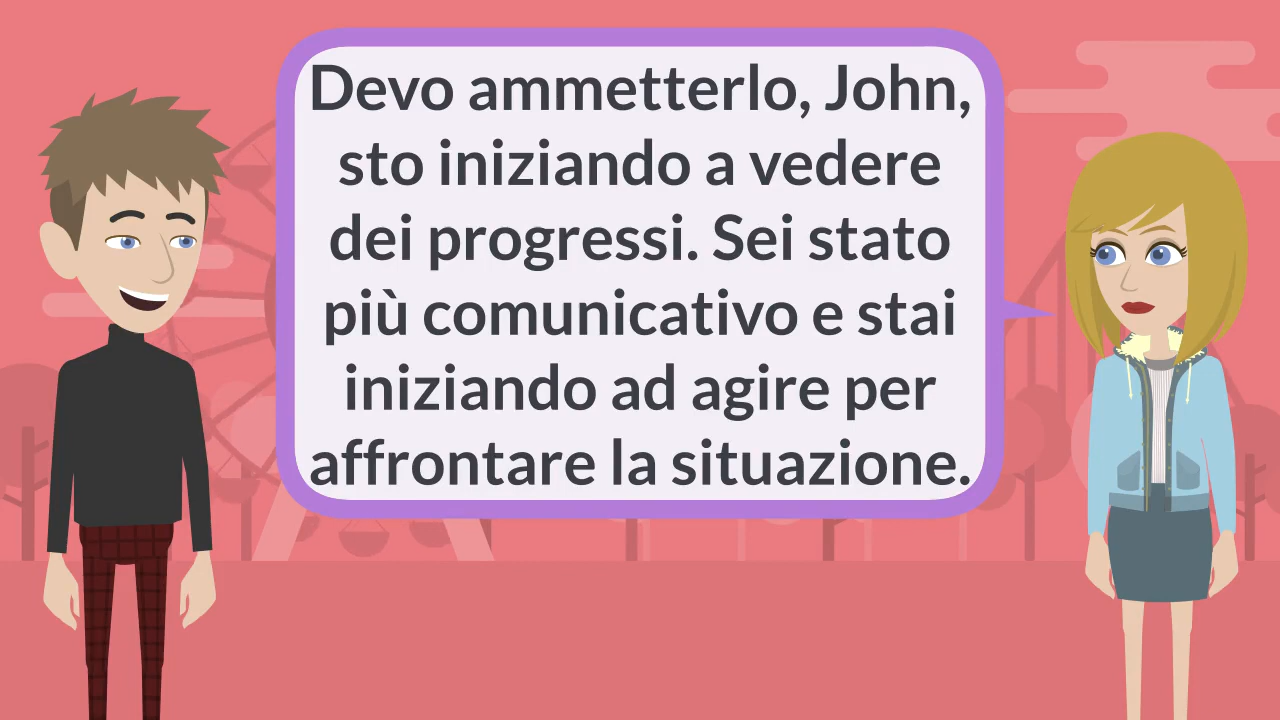 Devo ammetterlo, John,
sto iniziando a vedere
dei progressi. Sei stato
più comunicativo e stai
iniziando ad agire per
affrontare la situazione.